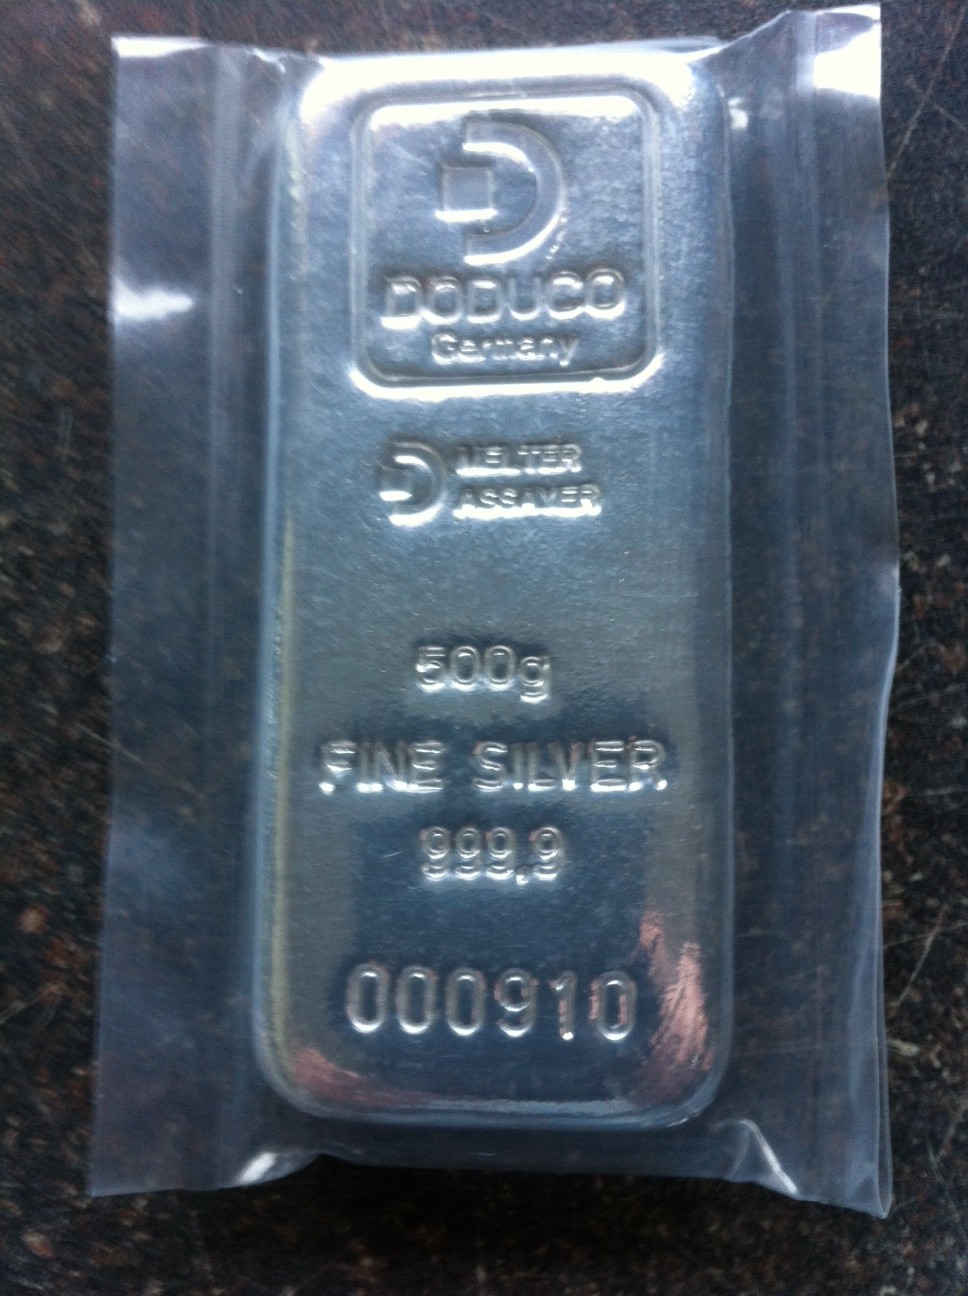 DODUCO
Germany
MELTER
ASSAYER
500g
FINE SILVER
999,9
000910